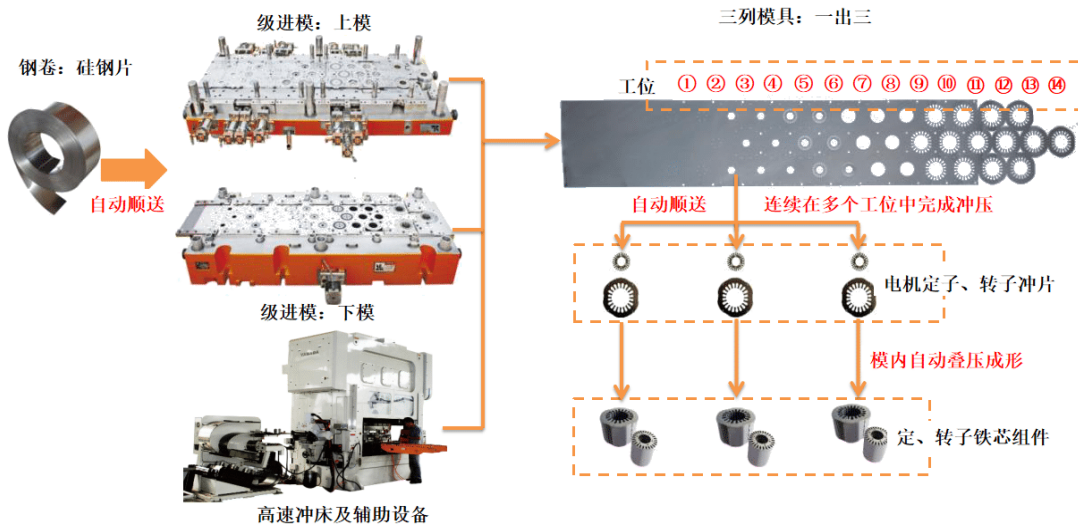 级进模：上模
三列模具：一出三
钢卷：硅钢片
工位 ① ② ③ ④ ⑤ ⑥ ⑦ ⑧ ⑨ ⑩ ⑪ ⑫ ⑬ ⑭
自动顺送
自动顺送
连续在多个工位中完成冲压
电机定子、转子冲片
级进模：下模
模内自动叠压成形
定、转子铁芯组件
高速冲床及辅助设备